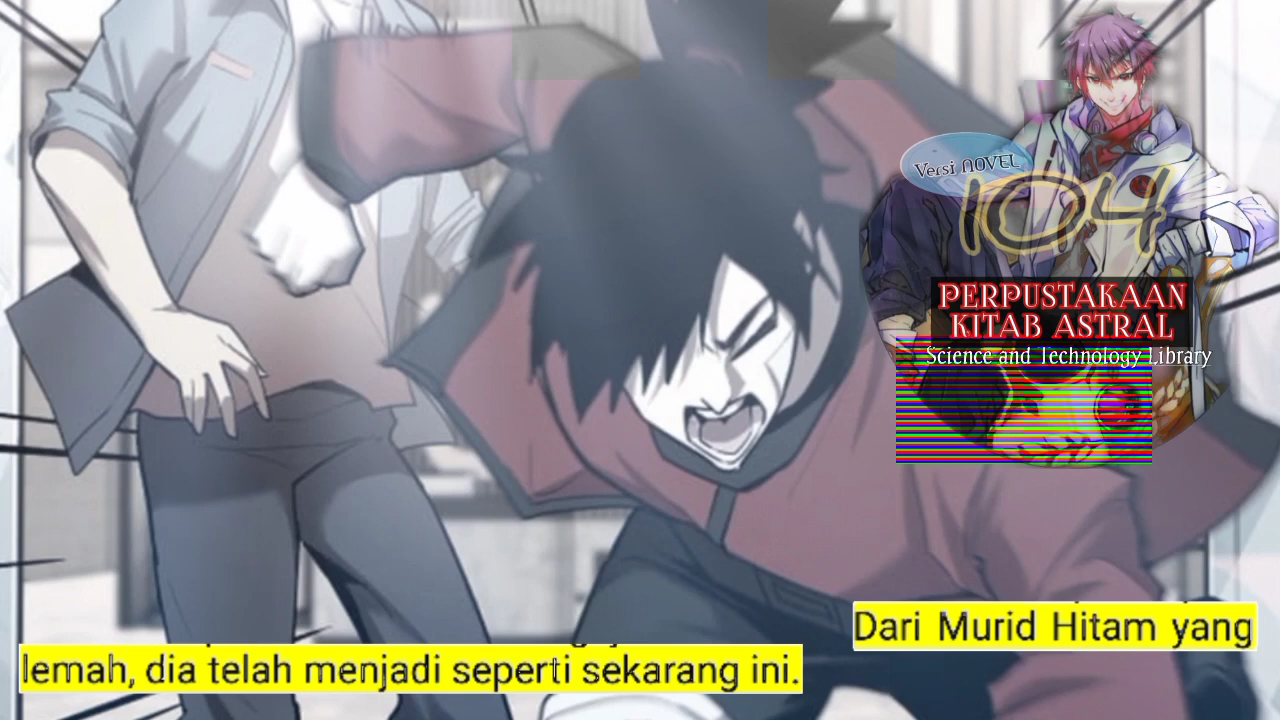 Versi NOVEL
104
PERPUSTAKAAN
KITAB ASTRAL
Science and Technology Library
Dari Murid Hitam yang
lemah, dia telah menjadi seperti sekarang ini.